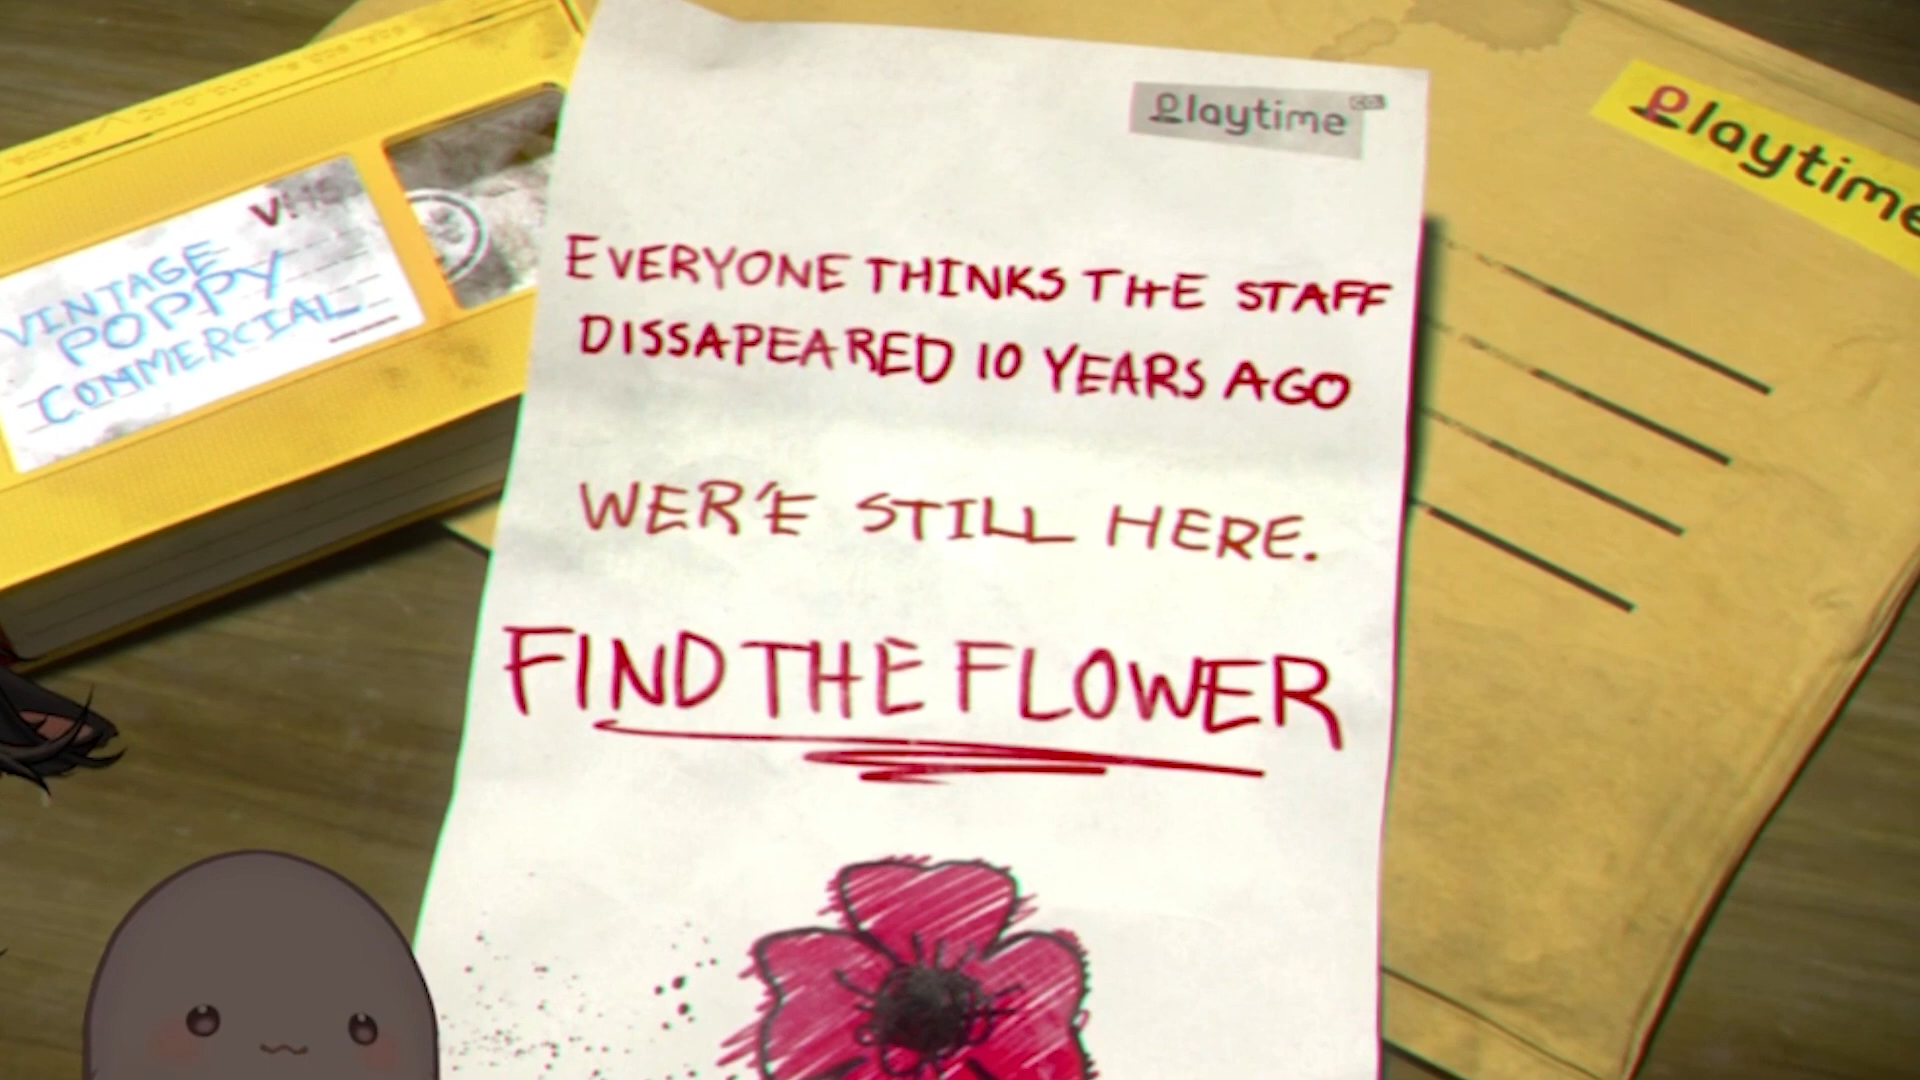 Playtime co.
EVERYONE THINKS THE STAFF
DISSAPEARED 10 YEARS AGO
WER'E STILL HERE.
FIND THE FLOWER
VHS
VINTAGE
POPPY
COMMERCIAL
Playtime